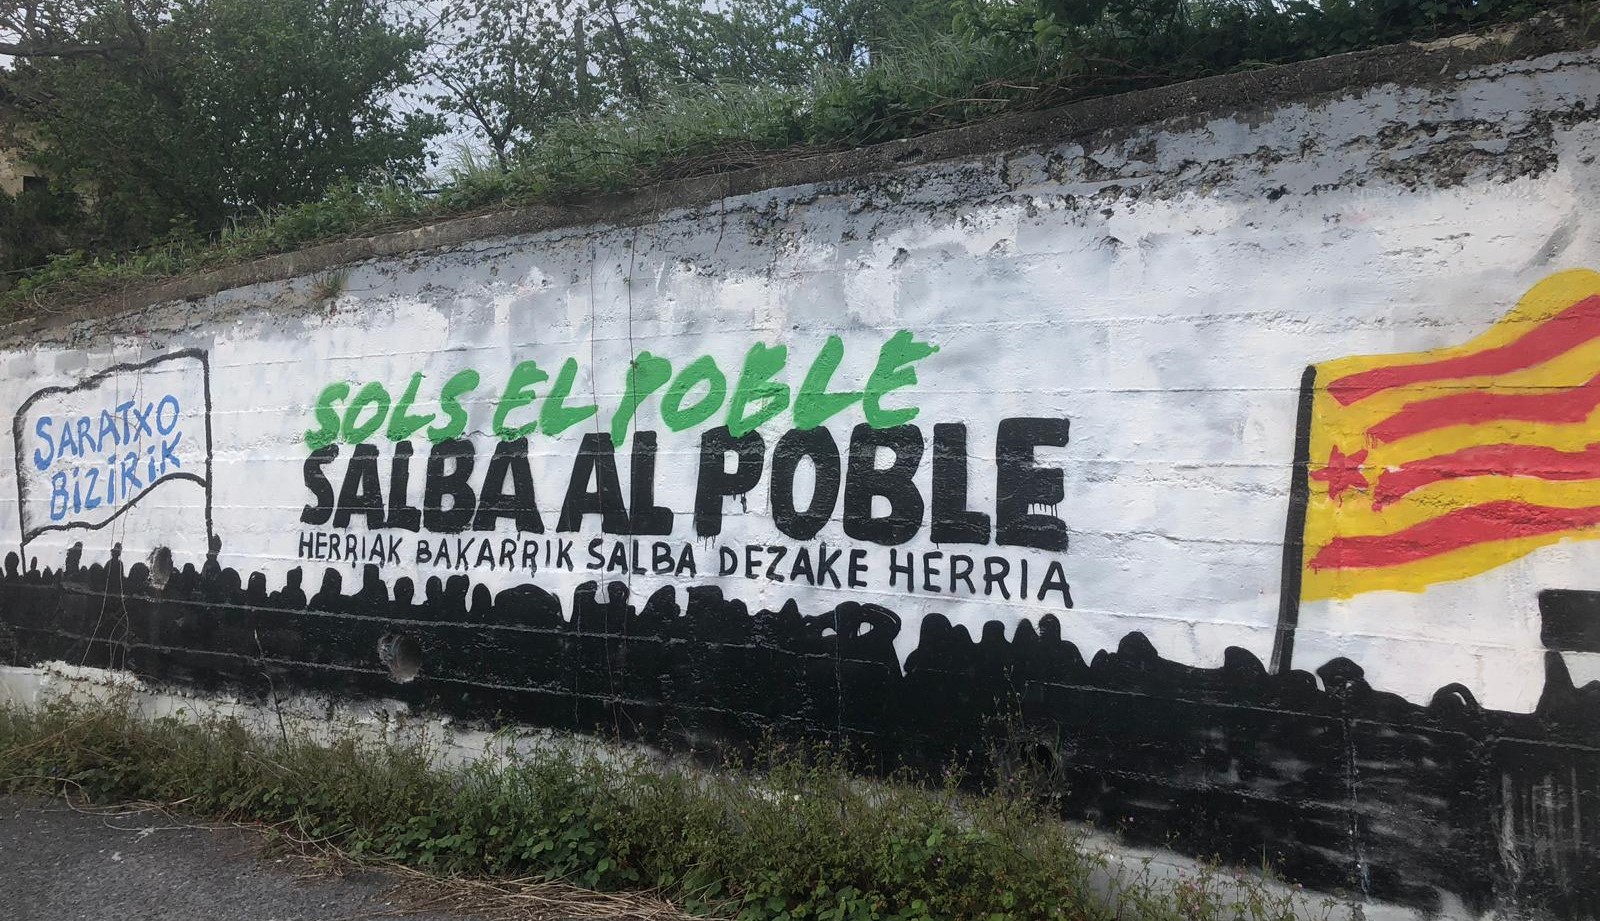 SARATXO
BIZIRIK
SOLS EL POBLE
SALBA AL POBLE
HERRIAK BAKARRIK SALBA DEZAKE HERRIA